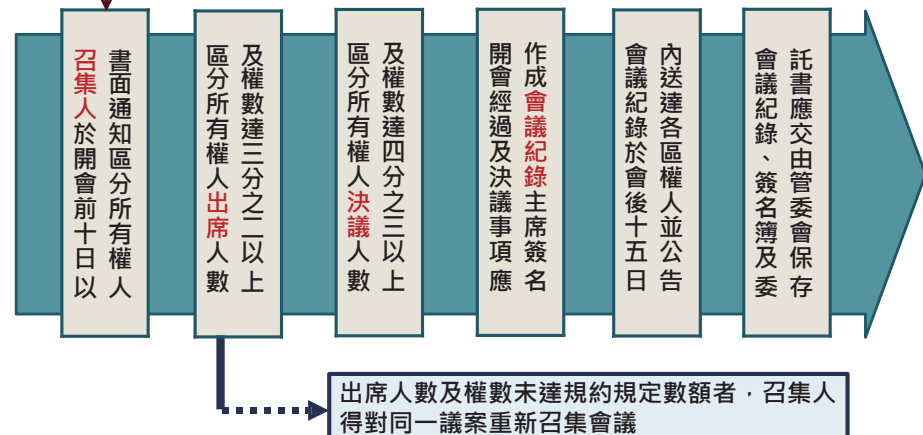 召集人於開會前十日以
書面通知區分所有權人
區分所有權人出席人數
及權數達三分之二以上
區分所有權人決議人數
及權數達四分之三以上
開會經過及決議事項應
作成會議紀錄主席簽名
會議紀錄於會後十五日
內送達各區權人並公告
會議紀錄、簽名簿及委
託書應交由管委會保存
出席人數及權數未達規約規定數額者，召集人
得對同一議案重新召集會議